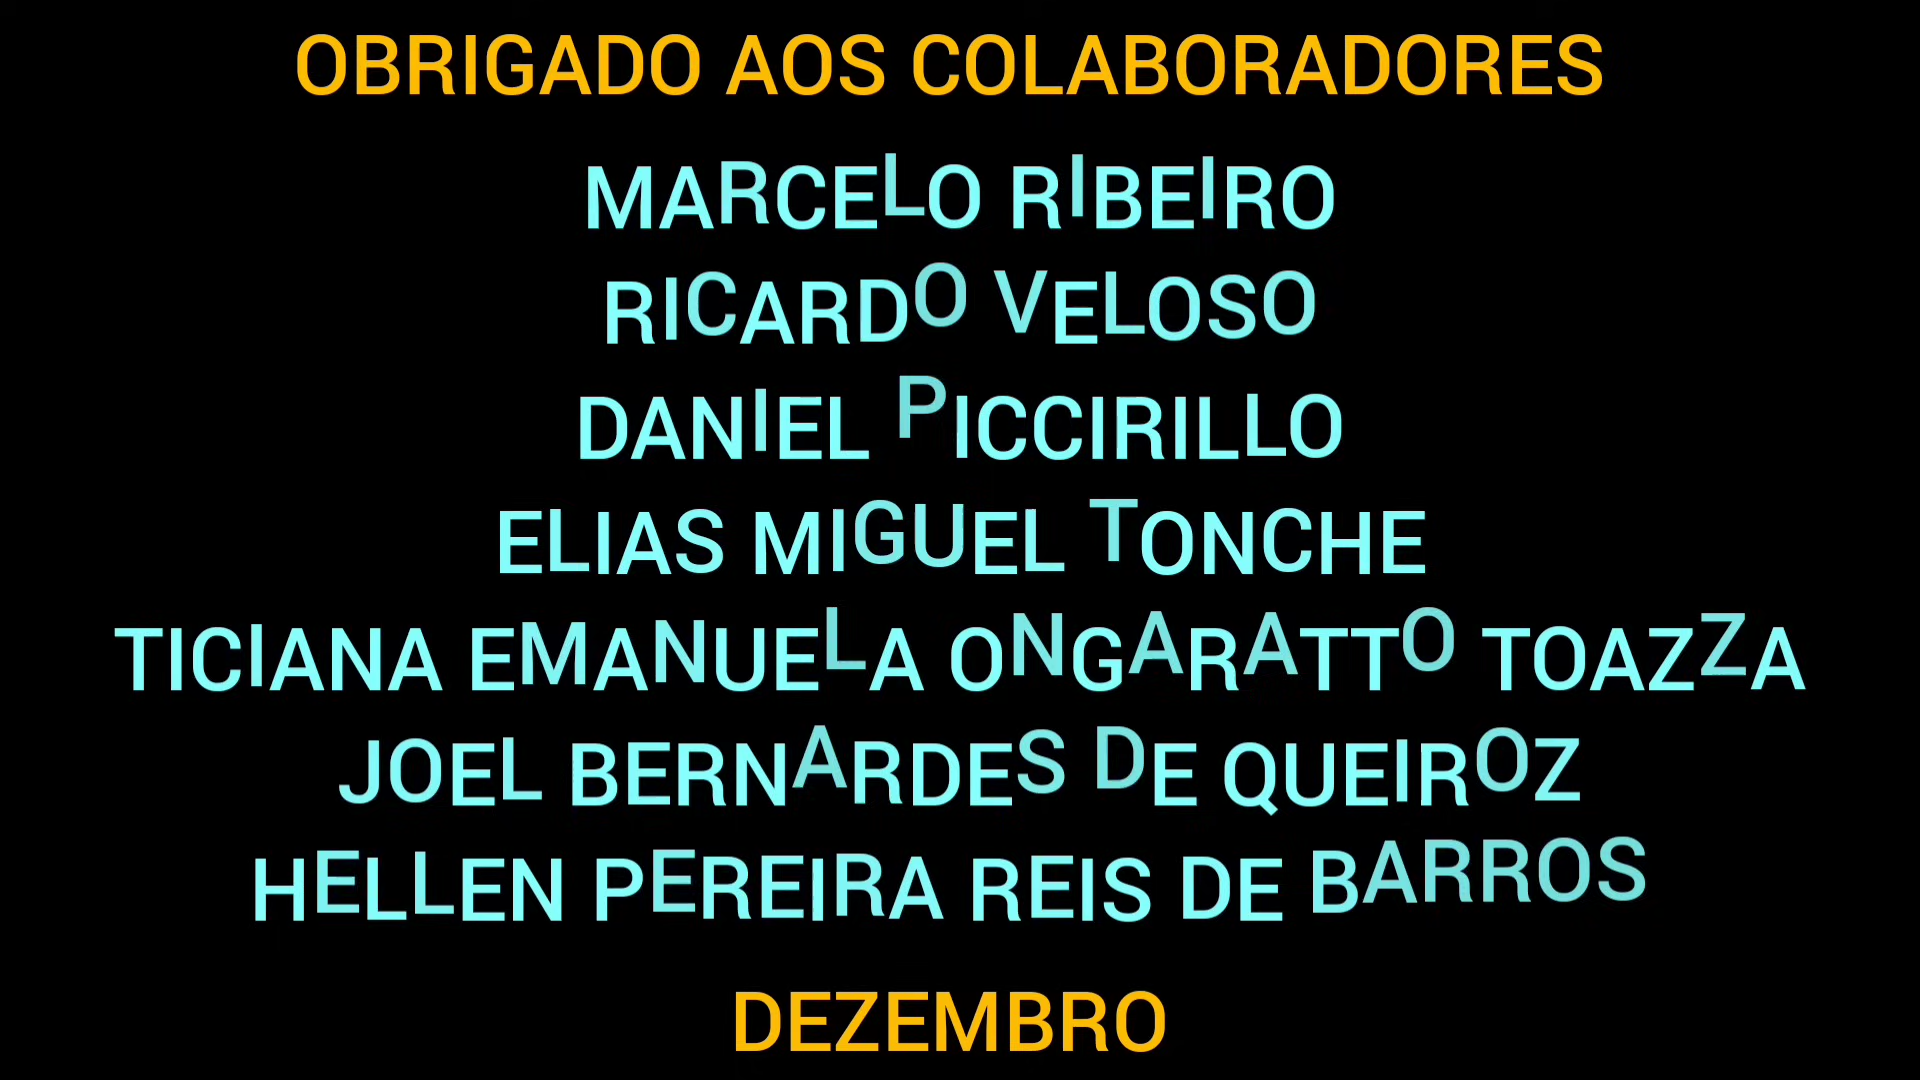 OBRIGADO AOS COLABORADORES
MARCELO RIBEIRO
RICARDO VELOSO
DANIEL PICCIRILLO
ELIAS MIGUEL TONCHE
TICIANA EMANUELA ONGARATTO TOAZZA
JOEL BERNARDES DE QUEIROZ
HELLEN PEREIRA REIS DE BARROS
DEZEMBRO